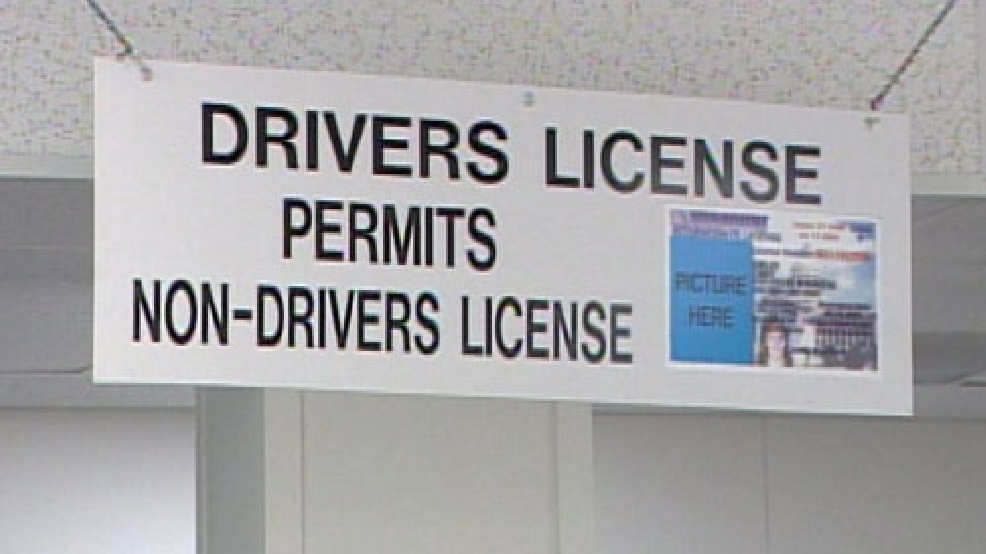 DRIVERS LICENSE
PERMITS
NON-DRIVERS LICENSE
PICTURE
HERE